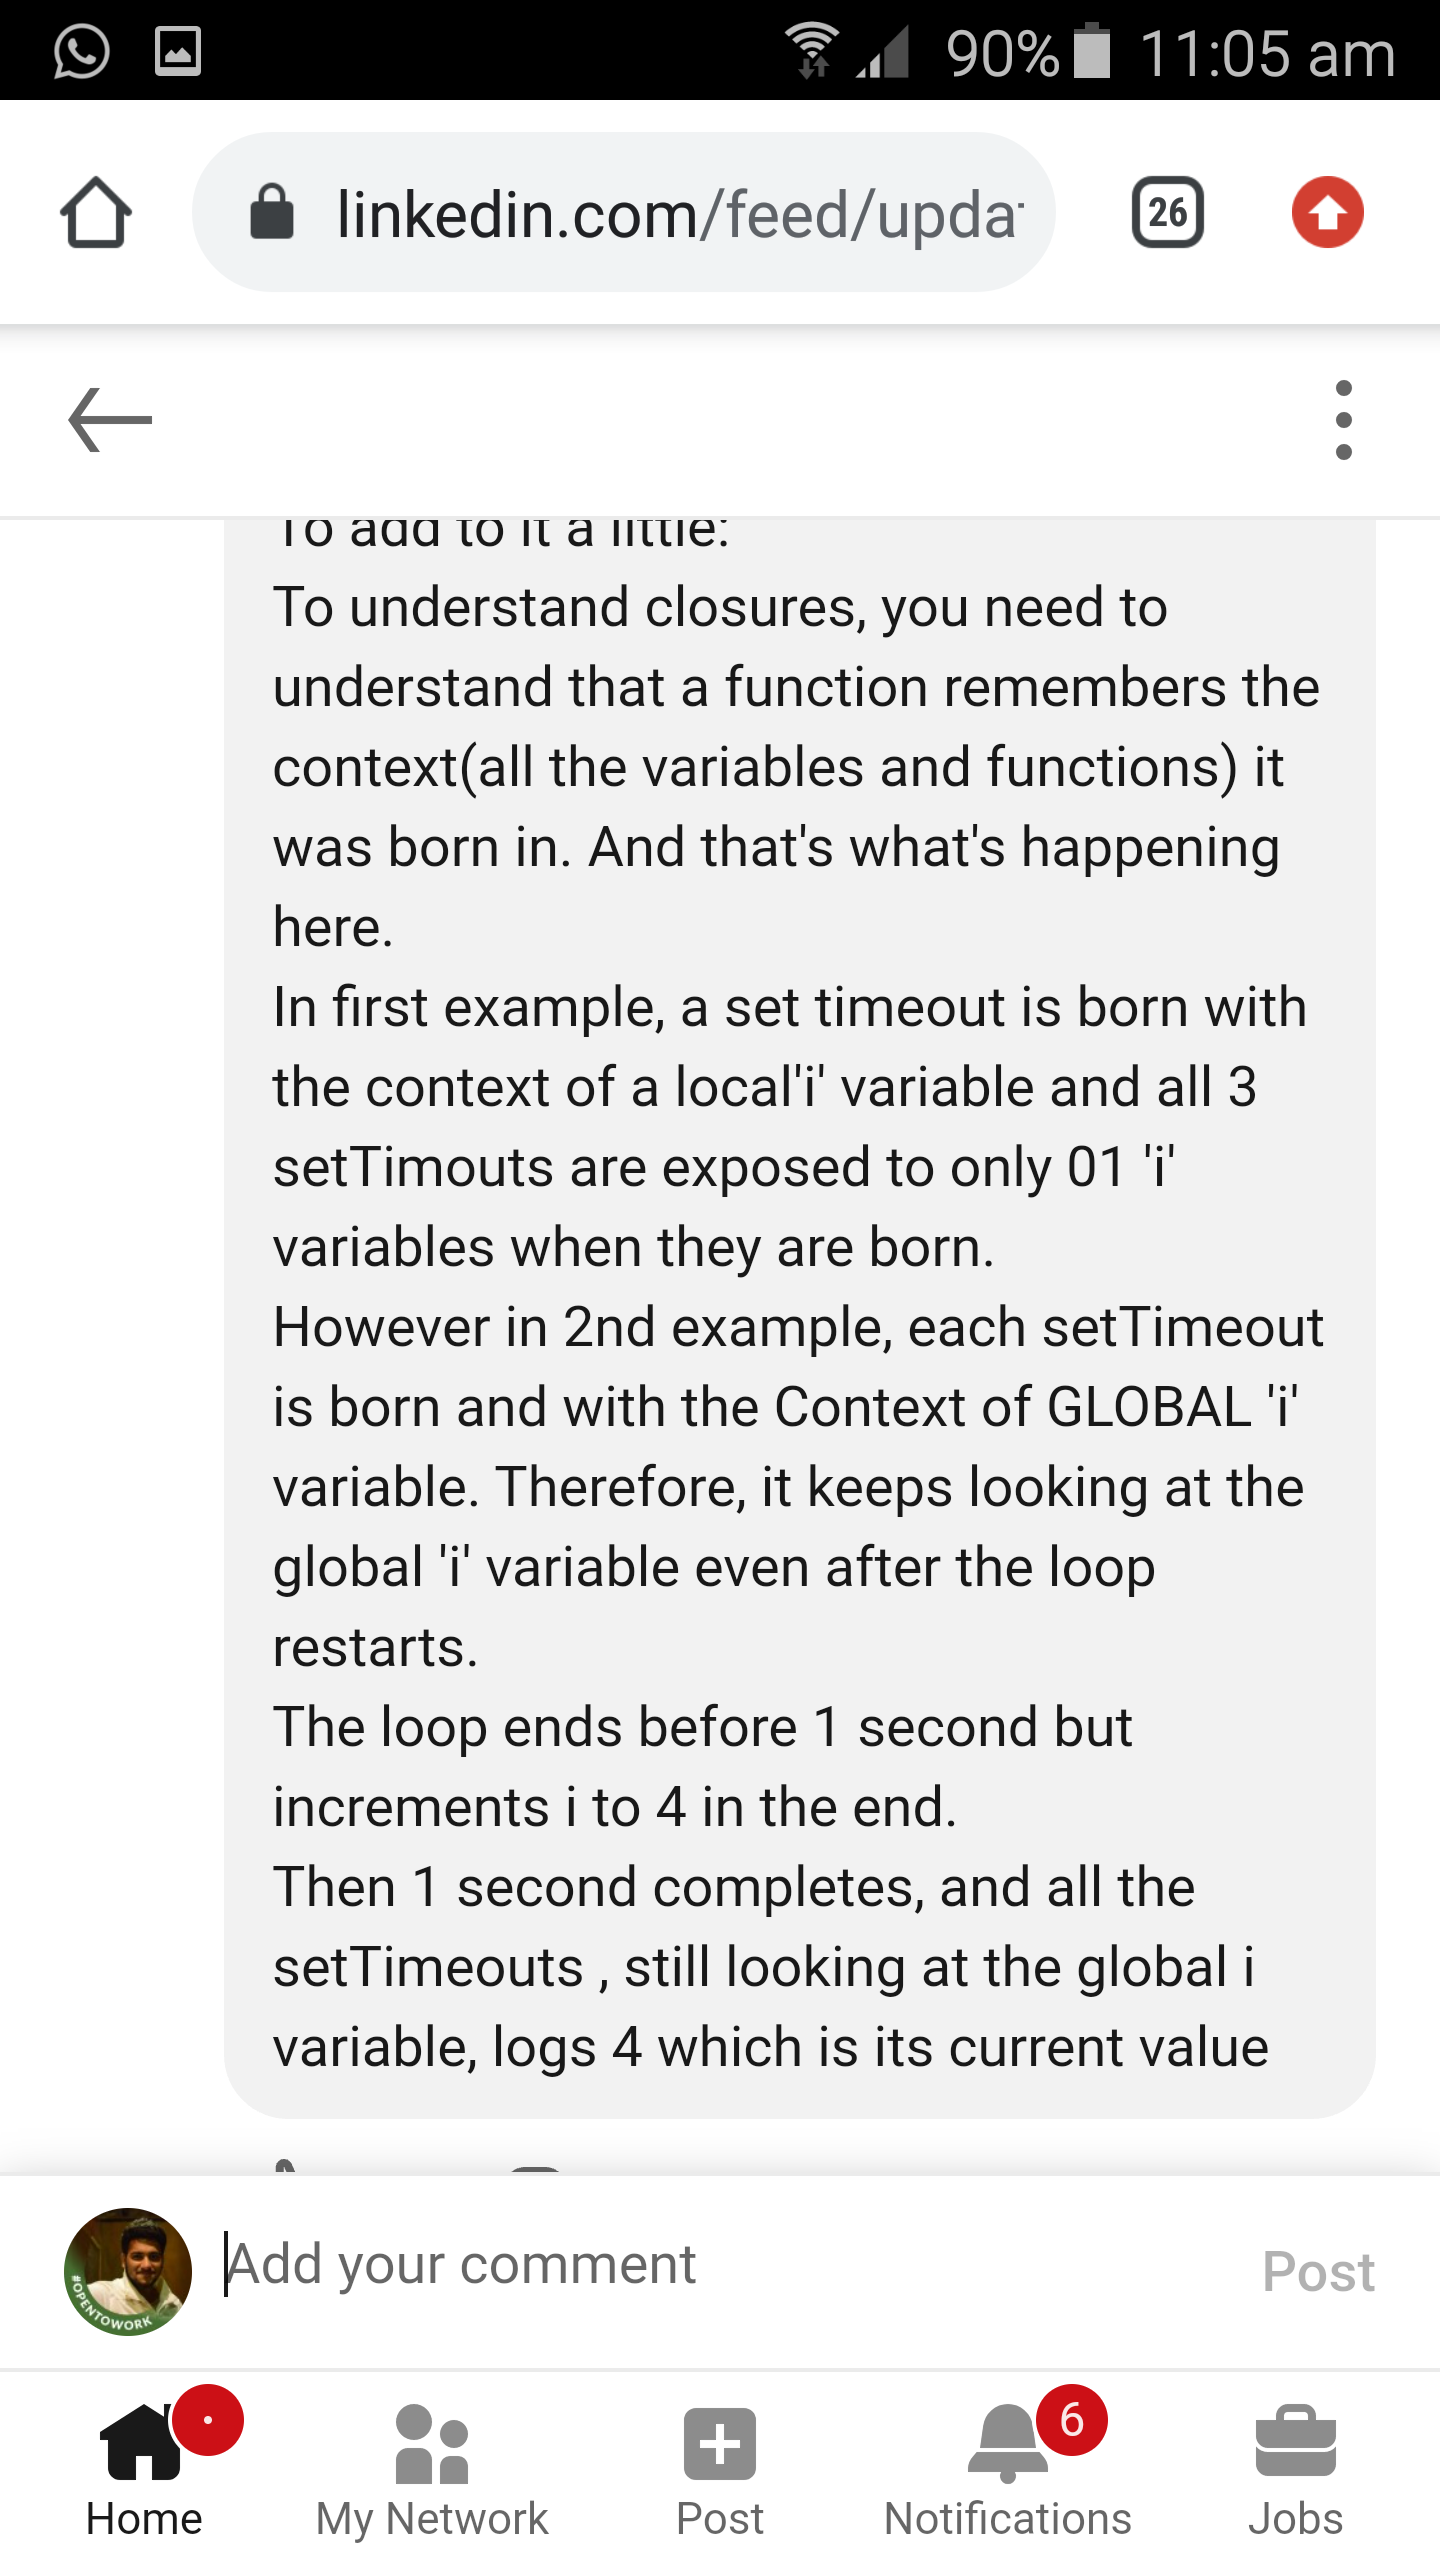 90% 11:05 am
linkedin.com/feed/upda
26
To add to it a little:
To understand closures, you need to
understand that a function remembers the
context(all the variables and functions) it
was born in. And that's what's happening
here.
In first example, a set timeout is born with
the context of a local'i' variable and all 3
setTimouts are exposed to only 01 'i'
variables when they are born.
However in 2nd example, each setTimeout
is born and with the Context of GLOBAL 'i'
variable. Therefore, it keeps looking at the
global 'i' variable even after the loop
restarts.
The loop ends before 1 second but
increments i to 4 in the end.
Then 1 second completes, and all the
setTimeouts , still looking at the global i
variable, logs 4 which is its current value
#OPENTOWORK
Add your comment
Post
6
Home My Network Post Notifications Jobs